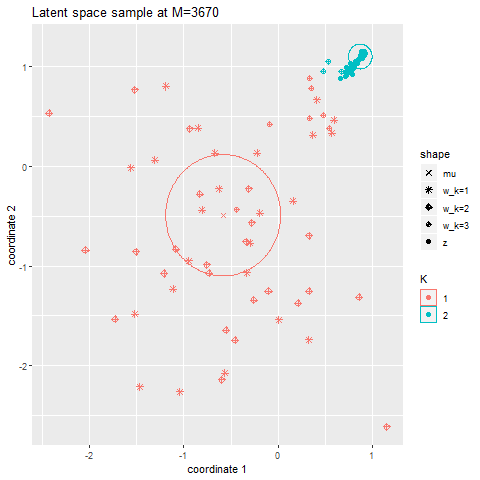 Latent space sample at M=3670
coordinate 2
1
0
-1
-2
-2
-1
0
1
coordinate 1
shape
mu
w_k=1
w_k=2
w_k=3
z
K
1
2